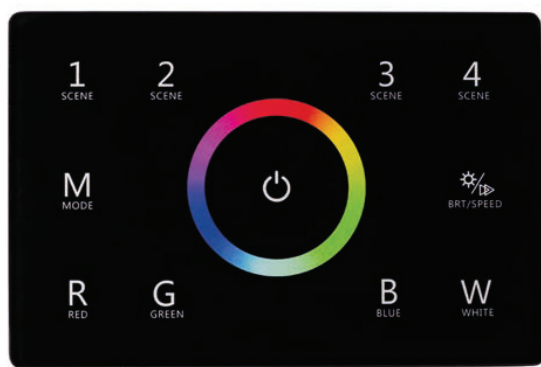 1 2 3 4
SCENE SCENE SCENE SCENE
M
MODE BRT/SPEED
R G B W
RED GREEN BLUE WHITE